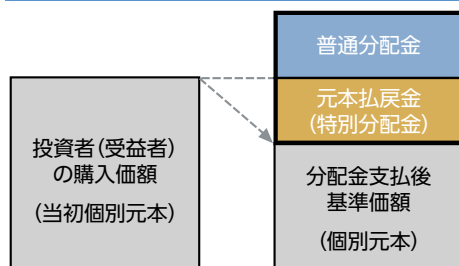 普通分配金
元本払戻金
(特別分配金)
投資者(受益者)
の購入価額
(当初個別元本)
分配金支払後
基準価額
(個別元本)